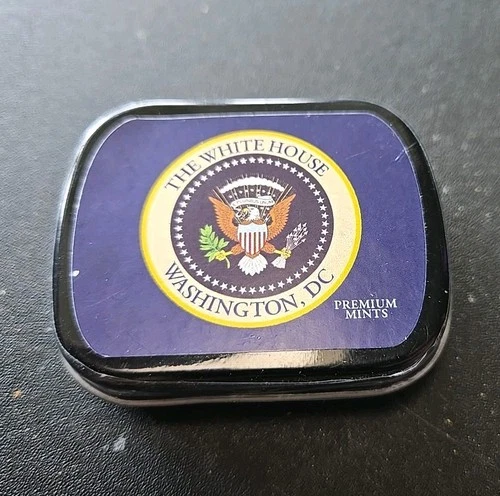 THE WHITE HOUSE
WASHINGTON, DC
PREMIUM
MINTS